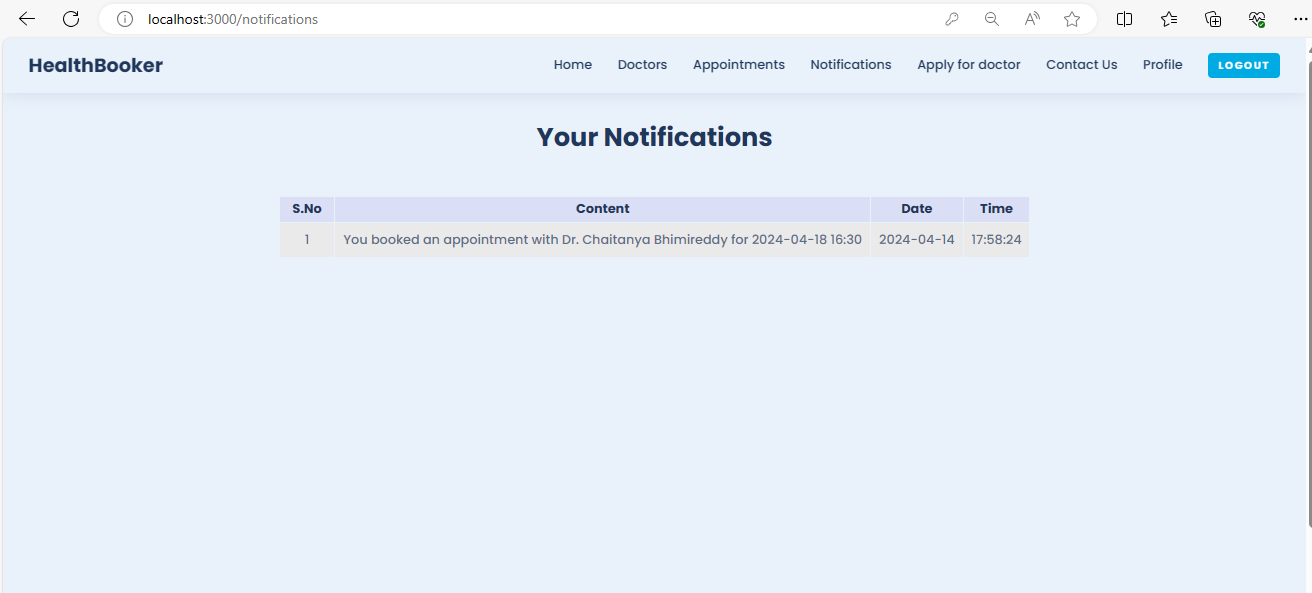 localhost:3000/notifications
HealthBooker Home Doctors Appointments Notifications Apply for doctor Contact Us Profile LOGOUT
Your Notifications
S.No Content Date Time
1 You booked an appointment with Dr. Chaitanya Bhimireddy for 2024-04-18 16:30 2024-04-14 17:58:24